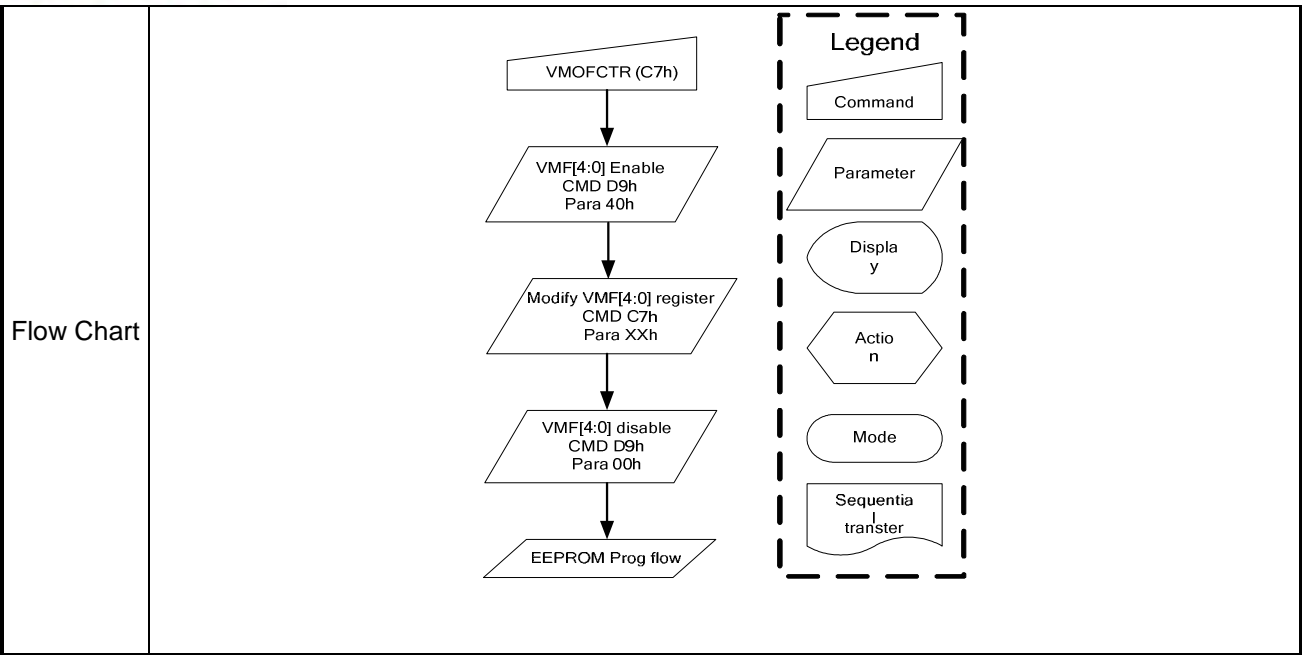 Flow Chart
VMOFCTR (C7h)
VMF[4:0] Enable
CMD D9h
Para 40h
Modify VMF[4:0] register
CMD C7h
Para XXh
VMF[4:0] disable
CMD D9h
Para 00h
EEPROM Prog flow
Legend
Command
Parameter
Displa
y
Actio
n
Mode
Sequentia
l
transter